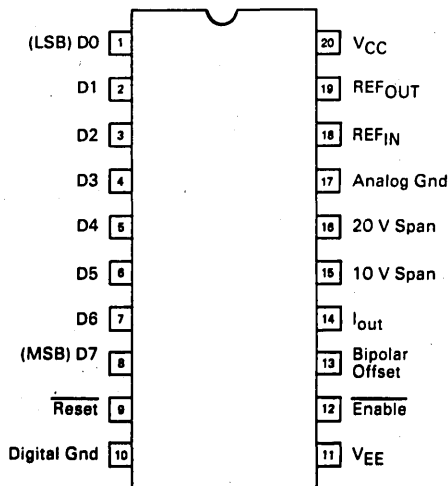 (LSB) D0 1
D1 2
D2 3
D3 4
D4 5
D5 6
D6 7
(MSB) D7 8
Reset 9
Digital Gnd 10
20 VCC
19 REFOUT
18 REFIN
17 Analog Gnd
16 20 V Span
15 10 V Span
14 Iout
13 Bipolar
Offset
12 Enable
11 VEE